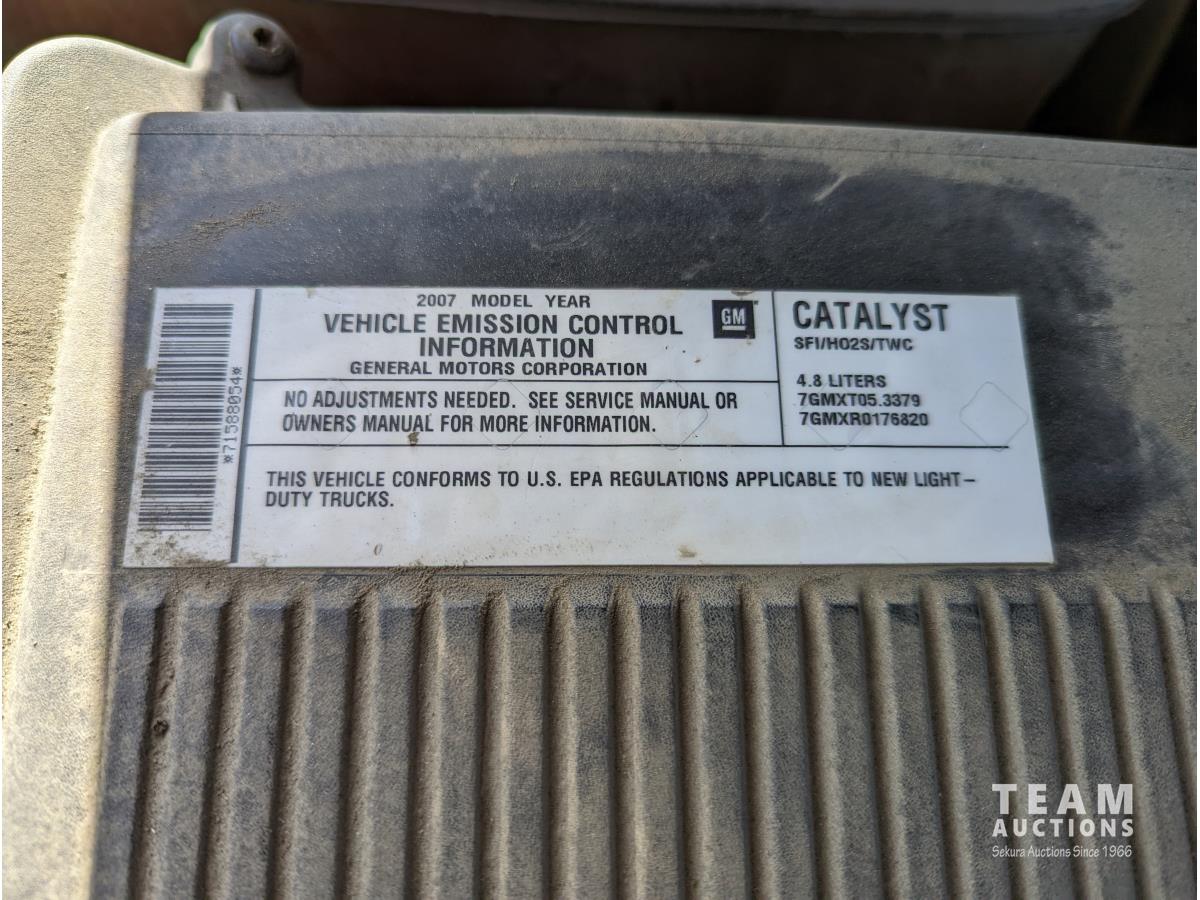 *71588054*
2007 MODEL YEAR
VEHICLE EMISSION CONTROL
INFORMATION
GENERAL MOTORS CORPORATION
GM
NO ADJUSTMENTS NEEDED. SEE SERVICE MANUAL OR
OWNERS MANUAL FOR MORE INFORMATION.
CATALYST
SFI/HO2S/TWC
4.8 LITERS
7GMXT05.3379
7GMXR0176820
THIS VEHICLE CONFORMS TO U.S. EPA REGULATIONS APPLICABLE TO NEW LIGHT-
DUTY TRUCKS.
TEAM
AUCTIONS
Sekura Auctions Since 1966